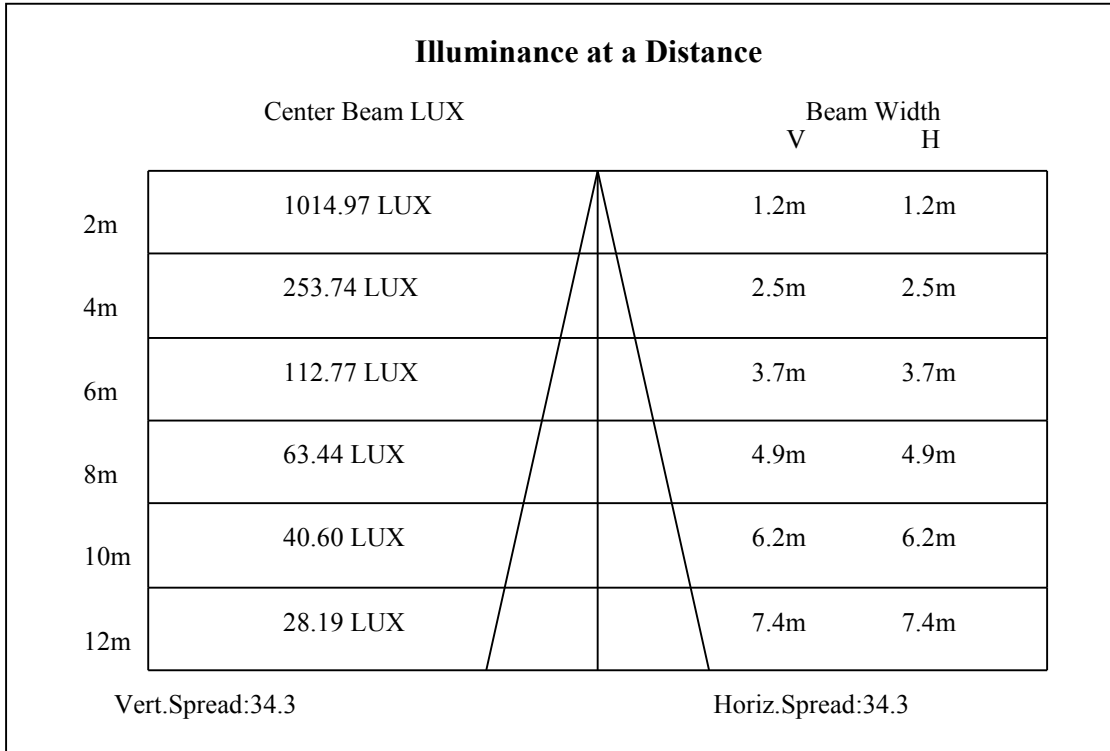 Illuminance at a Distance
Center Beam LUX Beam Width
V H
2m 1014.97 LUX 1.2m 1.2m
4m 253.74 LUX 2.5m 2.5m
6m 112.77 LUX 3.7m 3.7m
8m 63.44 LUX 4.9m 4.9m
10m 40.60 LUX 6.2m 6.2m
12m 28.19 LUX 7.4m 7.4m
Vert.Spread:34.3 Horiz.Spread:34.3